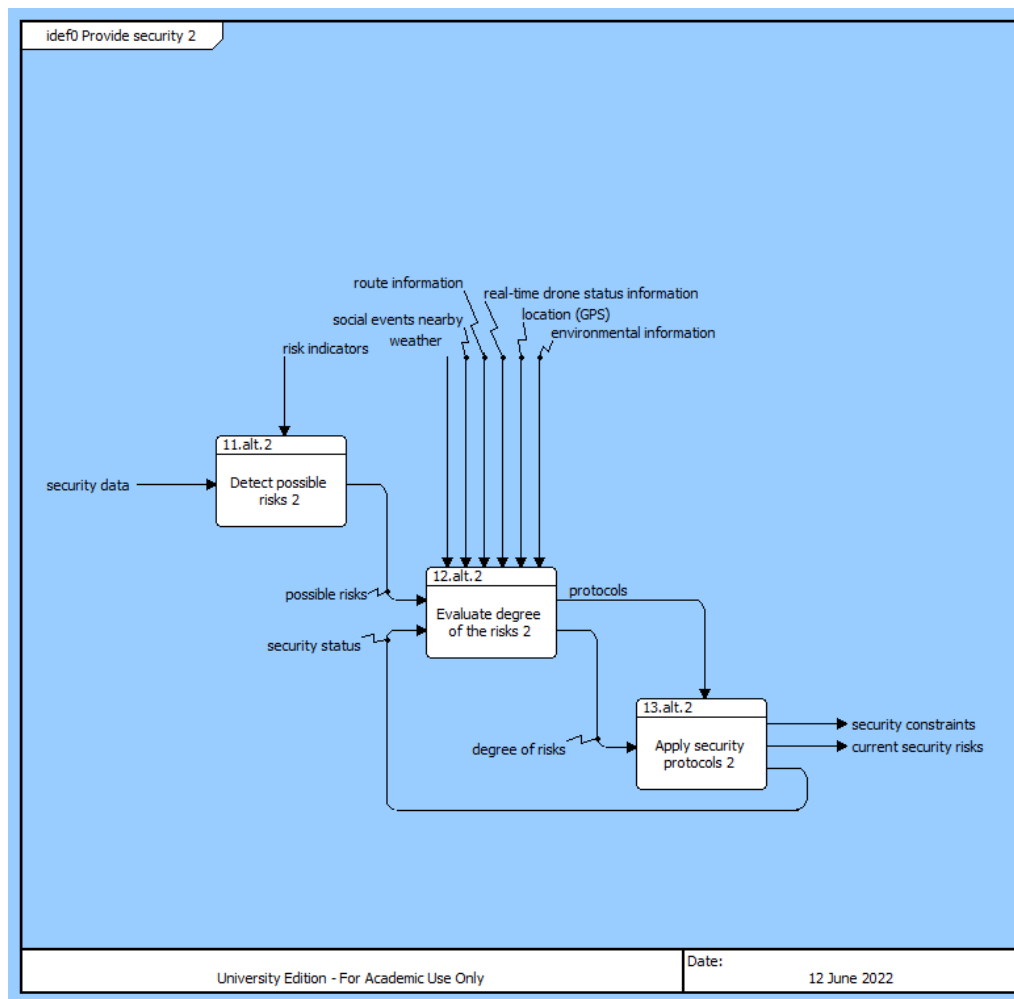 idef0 Provide security 2
route information
real-time drone status information
social events nearby
location (GPS)
weather
environmental information
risk indicators
11.alt.2
Detect possible
risks 2
security data
12.alt.2
Evaluate degree
of the risks 2
possible risks
protocols
security status
13.alt.2
Apply security
protocols 2
degree of risks
security constraints
current security risks
University Edition - For Academic Use Only
Date:
12 June 2022